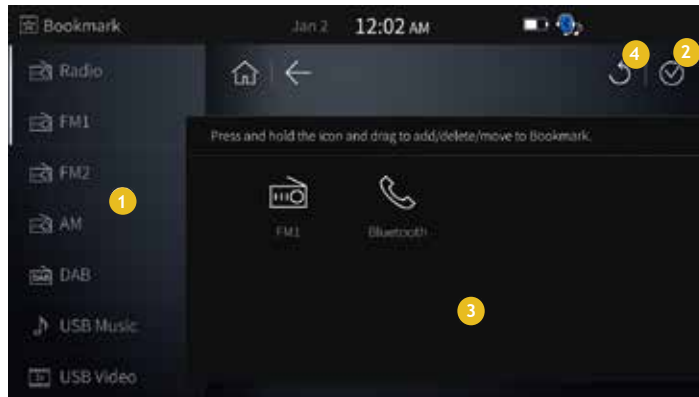 Bookmark
Jan 2
12:02 AM
Radio
4
2
FM1
Press and hold the icon and drag to add/delete/move to Bookmark.
FM2
1
FM1
Bluetooth
AM
DAB
DAB
3
USB Music
USB Video